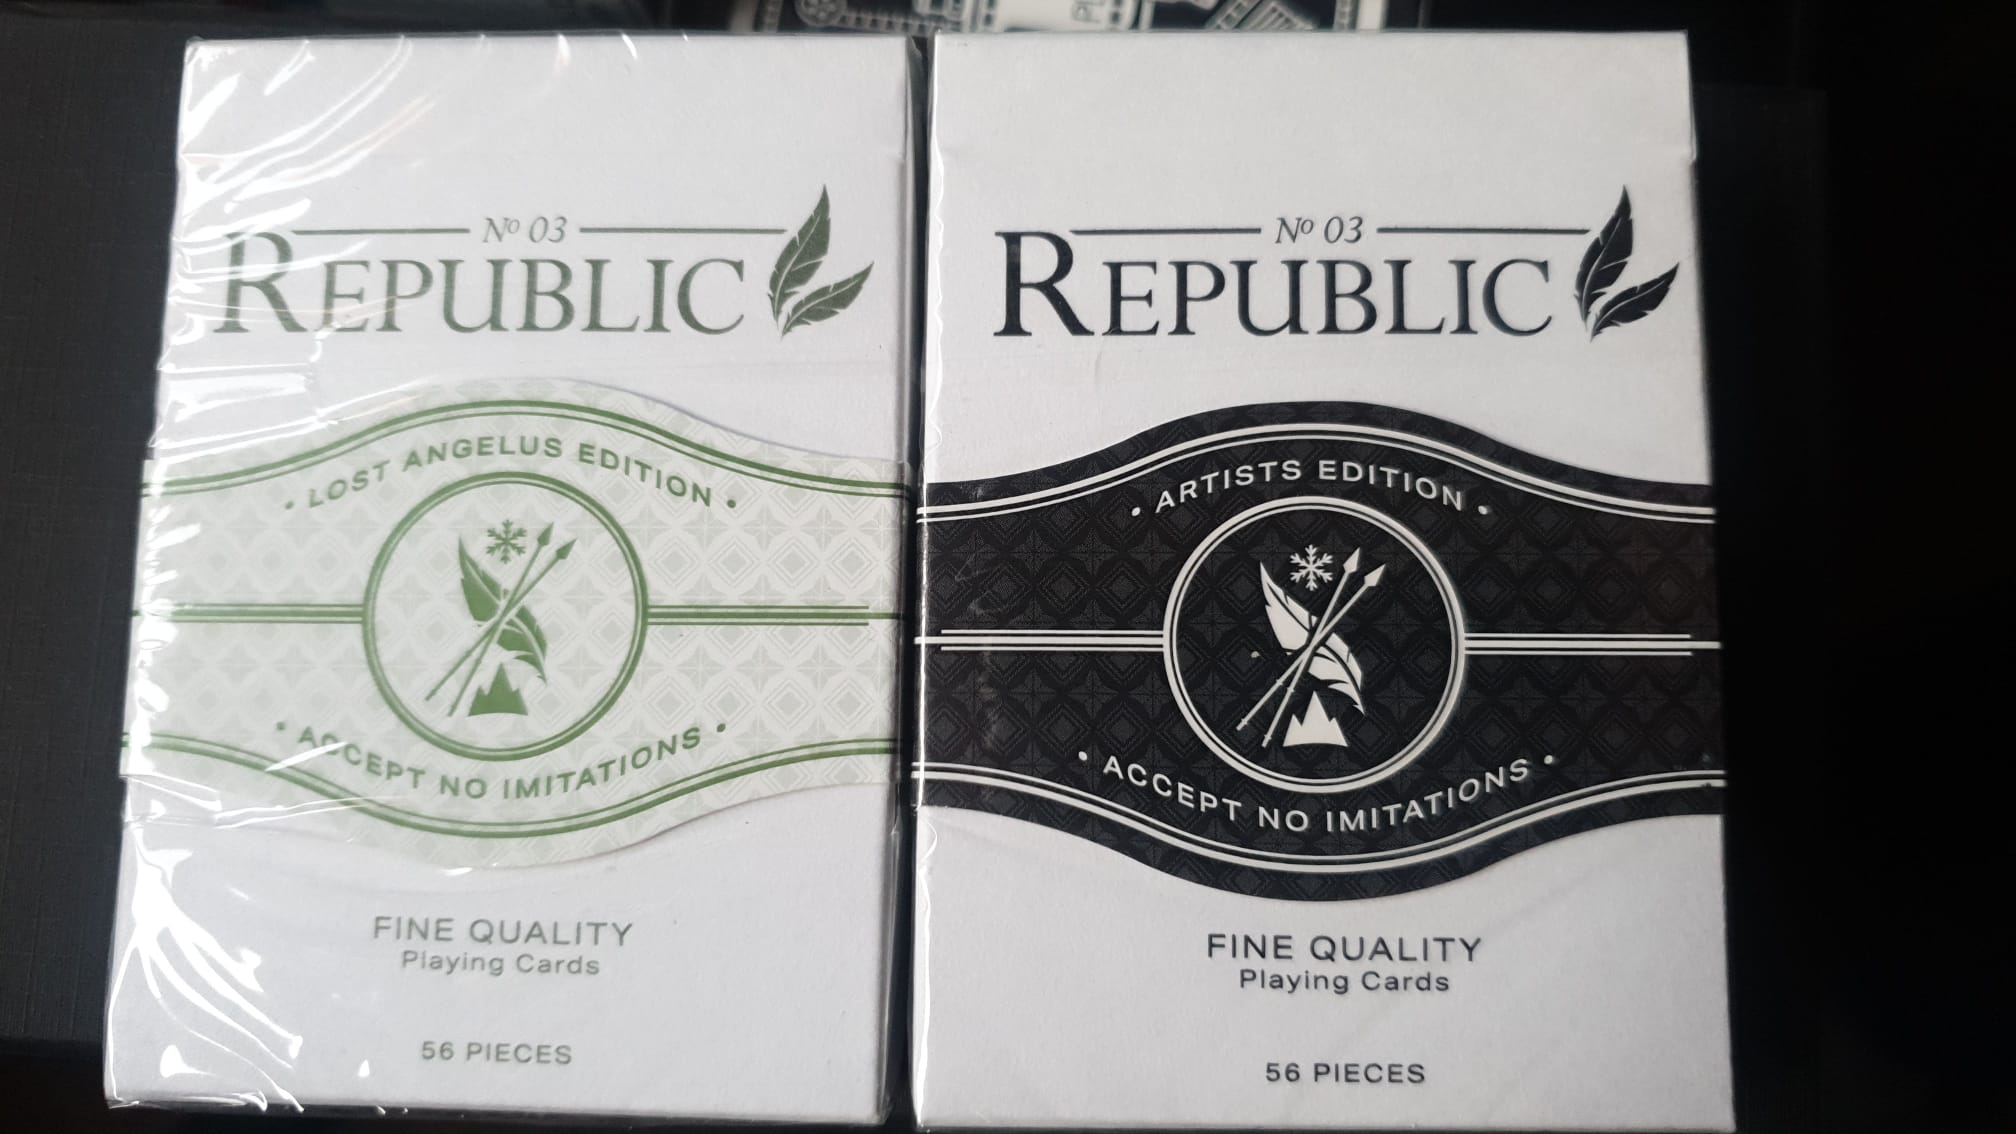 Nº 03
REPUBLIC
• LOST ANGELUS EDITION •
• ACCEPT NO IMITATIONS •
FINE QUALITY
Playing Cards
56 PIECES
Nº 03
REPUBLIC
• ARTISTS EDITION •
• ACCEPT NO IMITATIONS •
FINE QUALITY
Playing Cards
56 PIECES